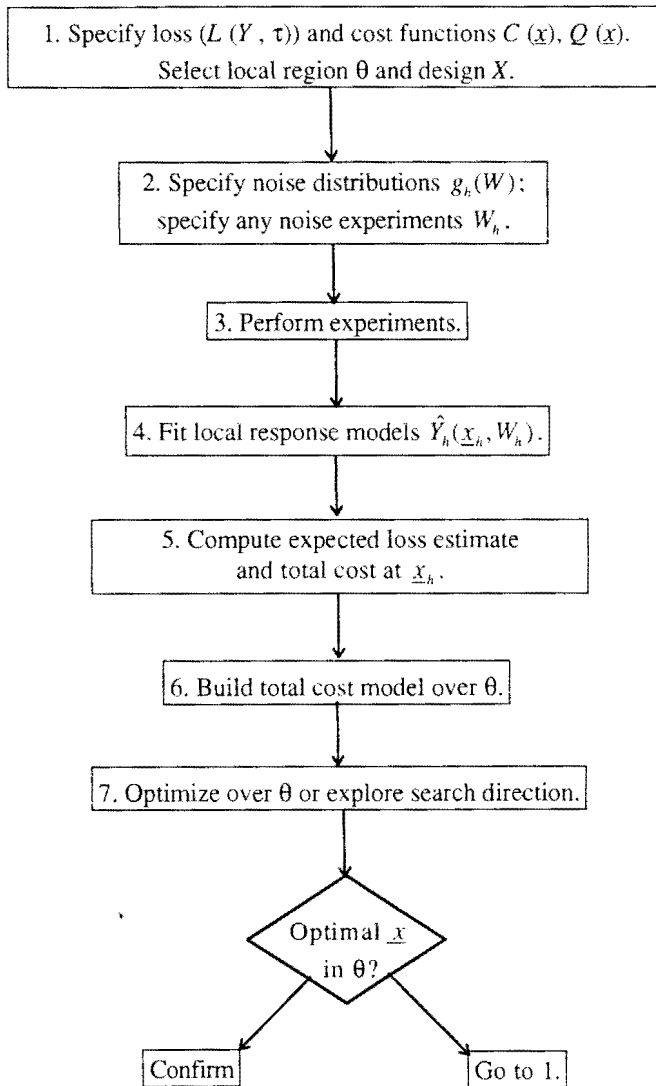 1. Specify loss (L (Y , τ)) and cost functions C (x), Q (x).
Select local region θ and design X.
2. Specify noise distributions g_h(W);
specify any noise experiments W_h.
3. Perform experiments.
4. Fit local response models Ŷ_h(x_h, W_h).
5. Compute expected loss estimate
and total cost at x_h.
6. Build total cost model over θ.
7. Optimize over θ or explore search direction.
Optimal x
in θ?
Confirm
Go to 1.